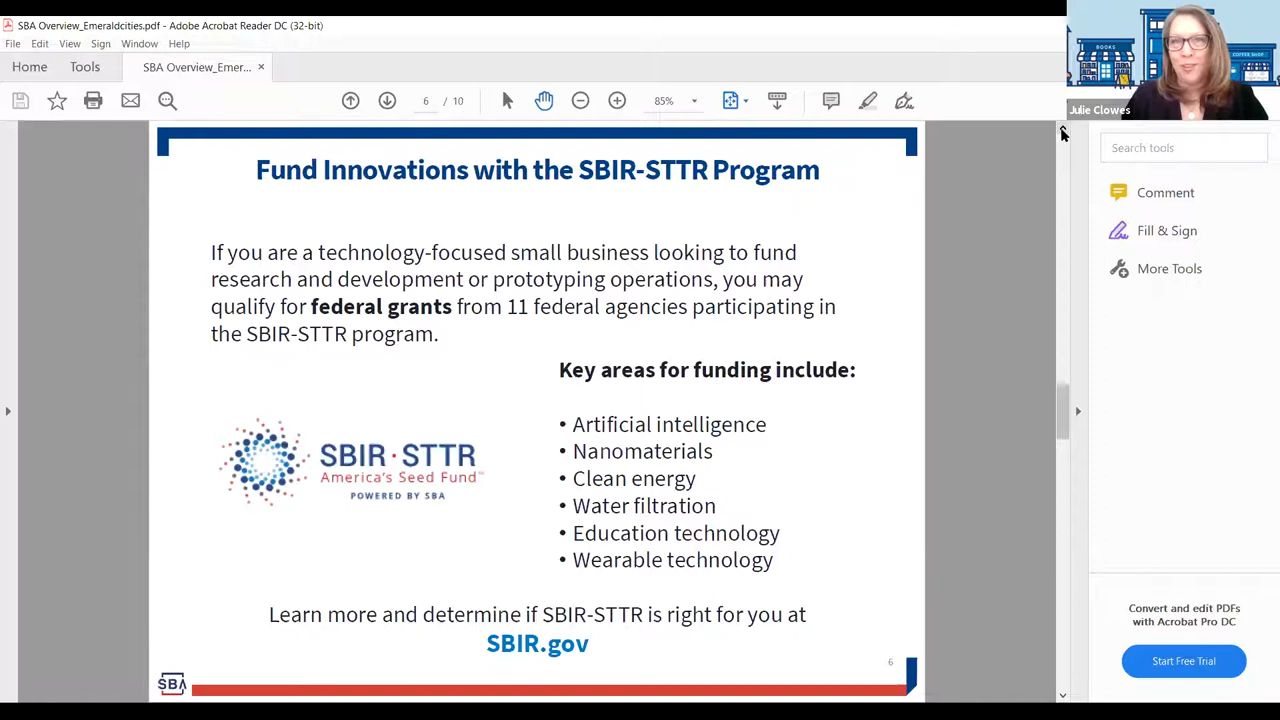 SBA Overview_Emeraldcities.pdf - Adobe Acrobat Reader DC (32-bit)
File Edit View Sign Window Help
Home Tools SBA Overview_Emer... ×
6 / 10 85%
BOOKS
COFFEE SHOP
Julie Clowes
Search tools
Comment
Fill & Sign
More Tools
Fund Innovations with the SBIR-STTR Program
If you are a technology-focused small business looking to fund
research and development or prototyping operations, you may
qualify for federal grants from 11 federal agencies participating in
the SBIR-STTR program.
Key areas for funding include:
• Artificial intelligence
• Nanomaterials
• Clean energy
• Water filtration
• Education technology
• Wearable technology
SBIR·STTR
America's Seed Fund™
POWERED BY SBA
Learn more and determine if SBIR-STTR is right for you at
SBIR.gov
6
SBA
Convert and edit PDFs
with Acrobat Pro DC
Start Free Trial